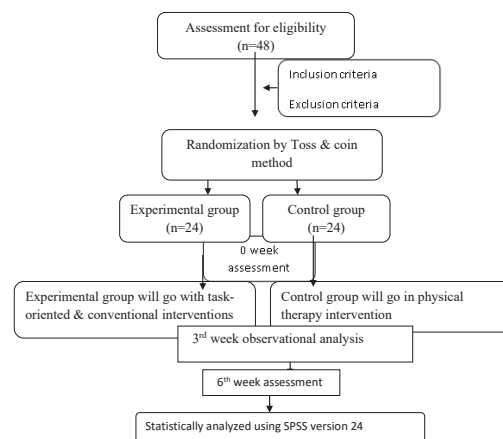 Assessment for eligibility
(n=48)
Inclusion criteria
Exclusion criteria
Randomization by Toss & coin
method
Experimental group
(n=24)
Control group
(n=24)
0 week
assessment
Experimental group will go with task-
oriented & conventional interventions
Control group will go in physical
therapy intervention
3rd week observational analysis
6th week assessment
Statistically analyzed using SPSS version 24